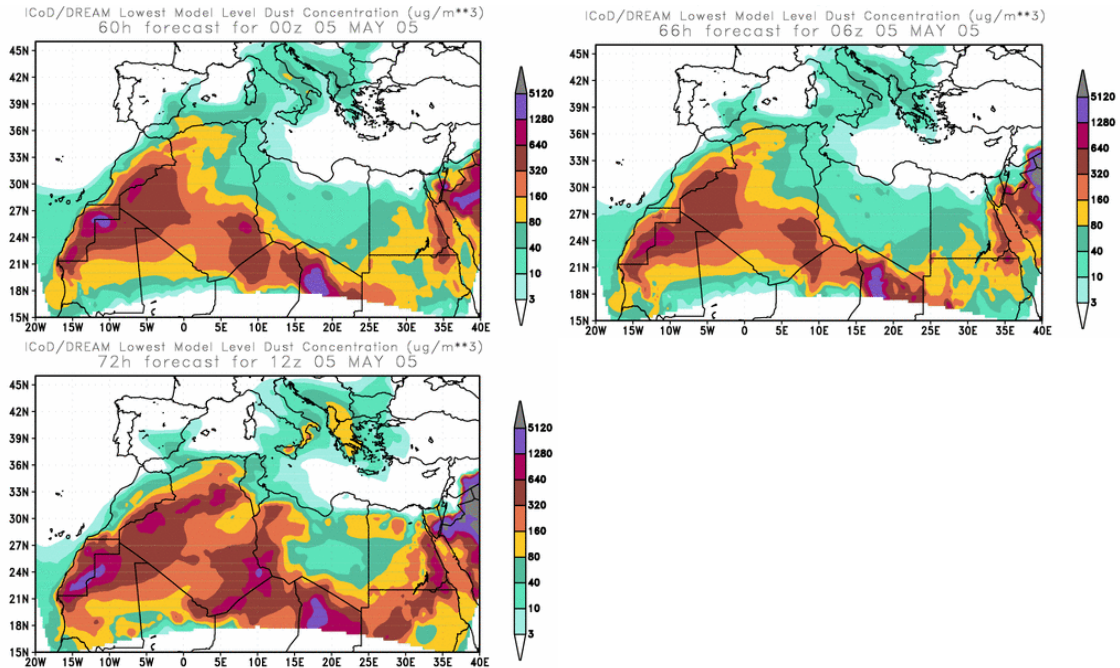 ICoD/DREAM Lowest Model Level Dust Concentration (ug/m**3)
60h forecast for 00z 05 MAY 05
45N
42N
39N
36N
33N
30N
27N
24N
21N
18N
15N
20W 15W 10W 5W 0 5E 10E 15E 20E 25E 30E 35E 40E
5120
1280
640
320
160
80
40
10
3
ICoD/DREAM Lowest Model Level Dust Concentration (ug/m**3)
66h forecast for 06z 05 MAY 05
45N
42N
39N
36N
33N
30N
27N
24N
21N
18N
15N
20W 15W 10W 5W 0 5E 10E 15E 20E 25E 30E 35E 40E
5120
1280
640
320
160
80
40
10
3
ICoD/DREAM Lowest Model Level Dust Concentration (ug/m**3)
72h forecast for 12z 05 MAY 05
45N
42N
39N
36N
33N
30N
27N
24N
21N
18N
15N
20W 15W 10W 5W 0 5E 10E 15E 20E 25E 30E 35E 40E
5120
1280
640
320
160
80
40
10
3